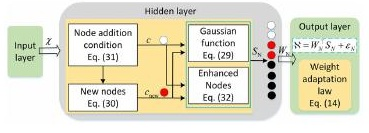 Hidden layer
Input
layer
χ
Node addition
condition
Eq. (31)
New nodes
Eq. (30)
c
c_new
Gaussian
function
Eq. (29)
Enhanced
Nodes
Eq. (32)
S_N
W_N
Output layer
ℵ = W_N S_N + ε_N
Weight
adaptation
law
Eq. (14)